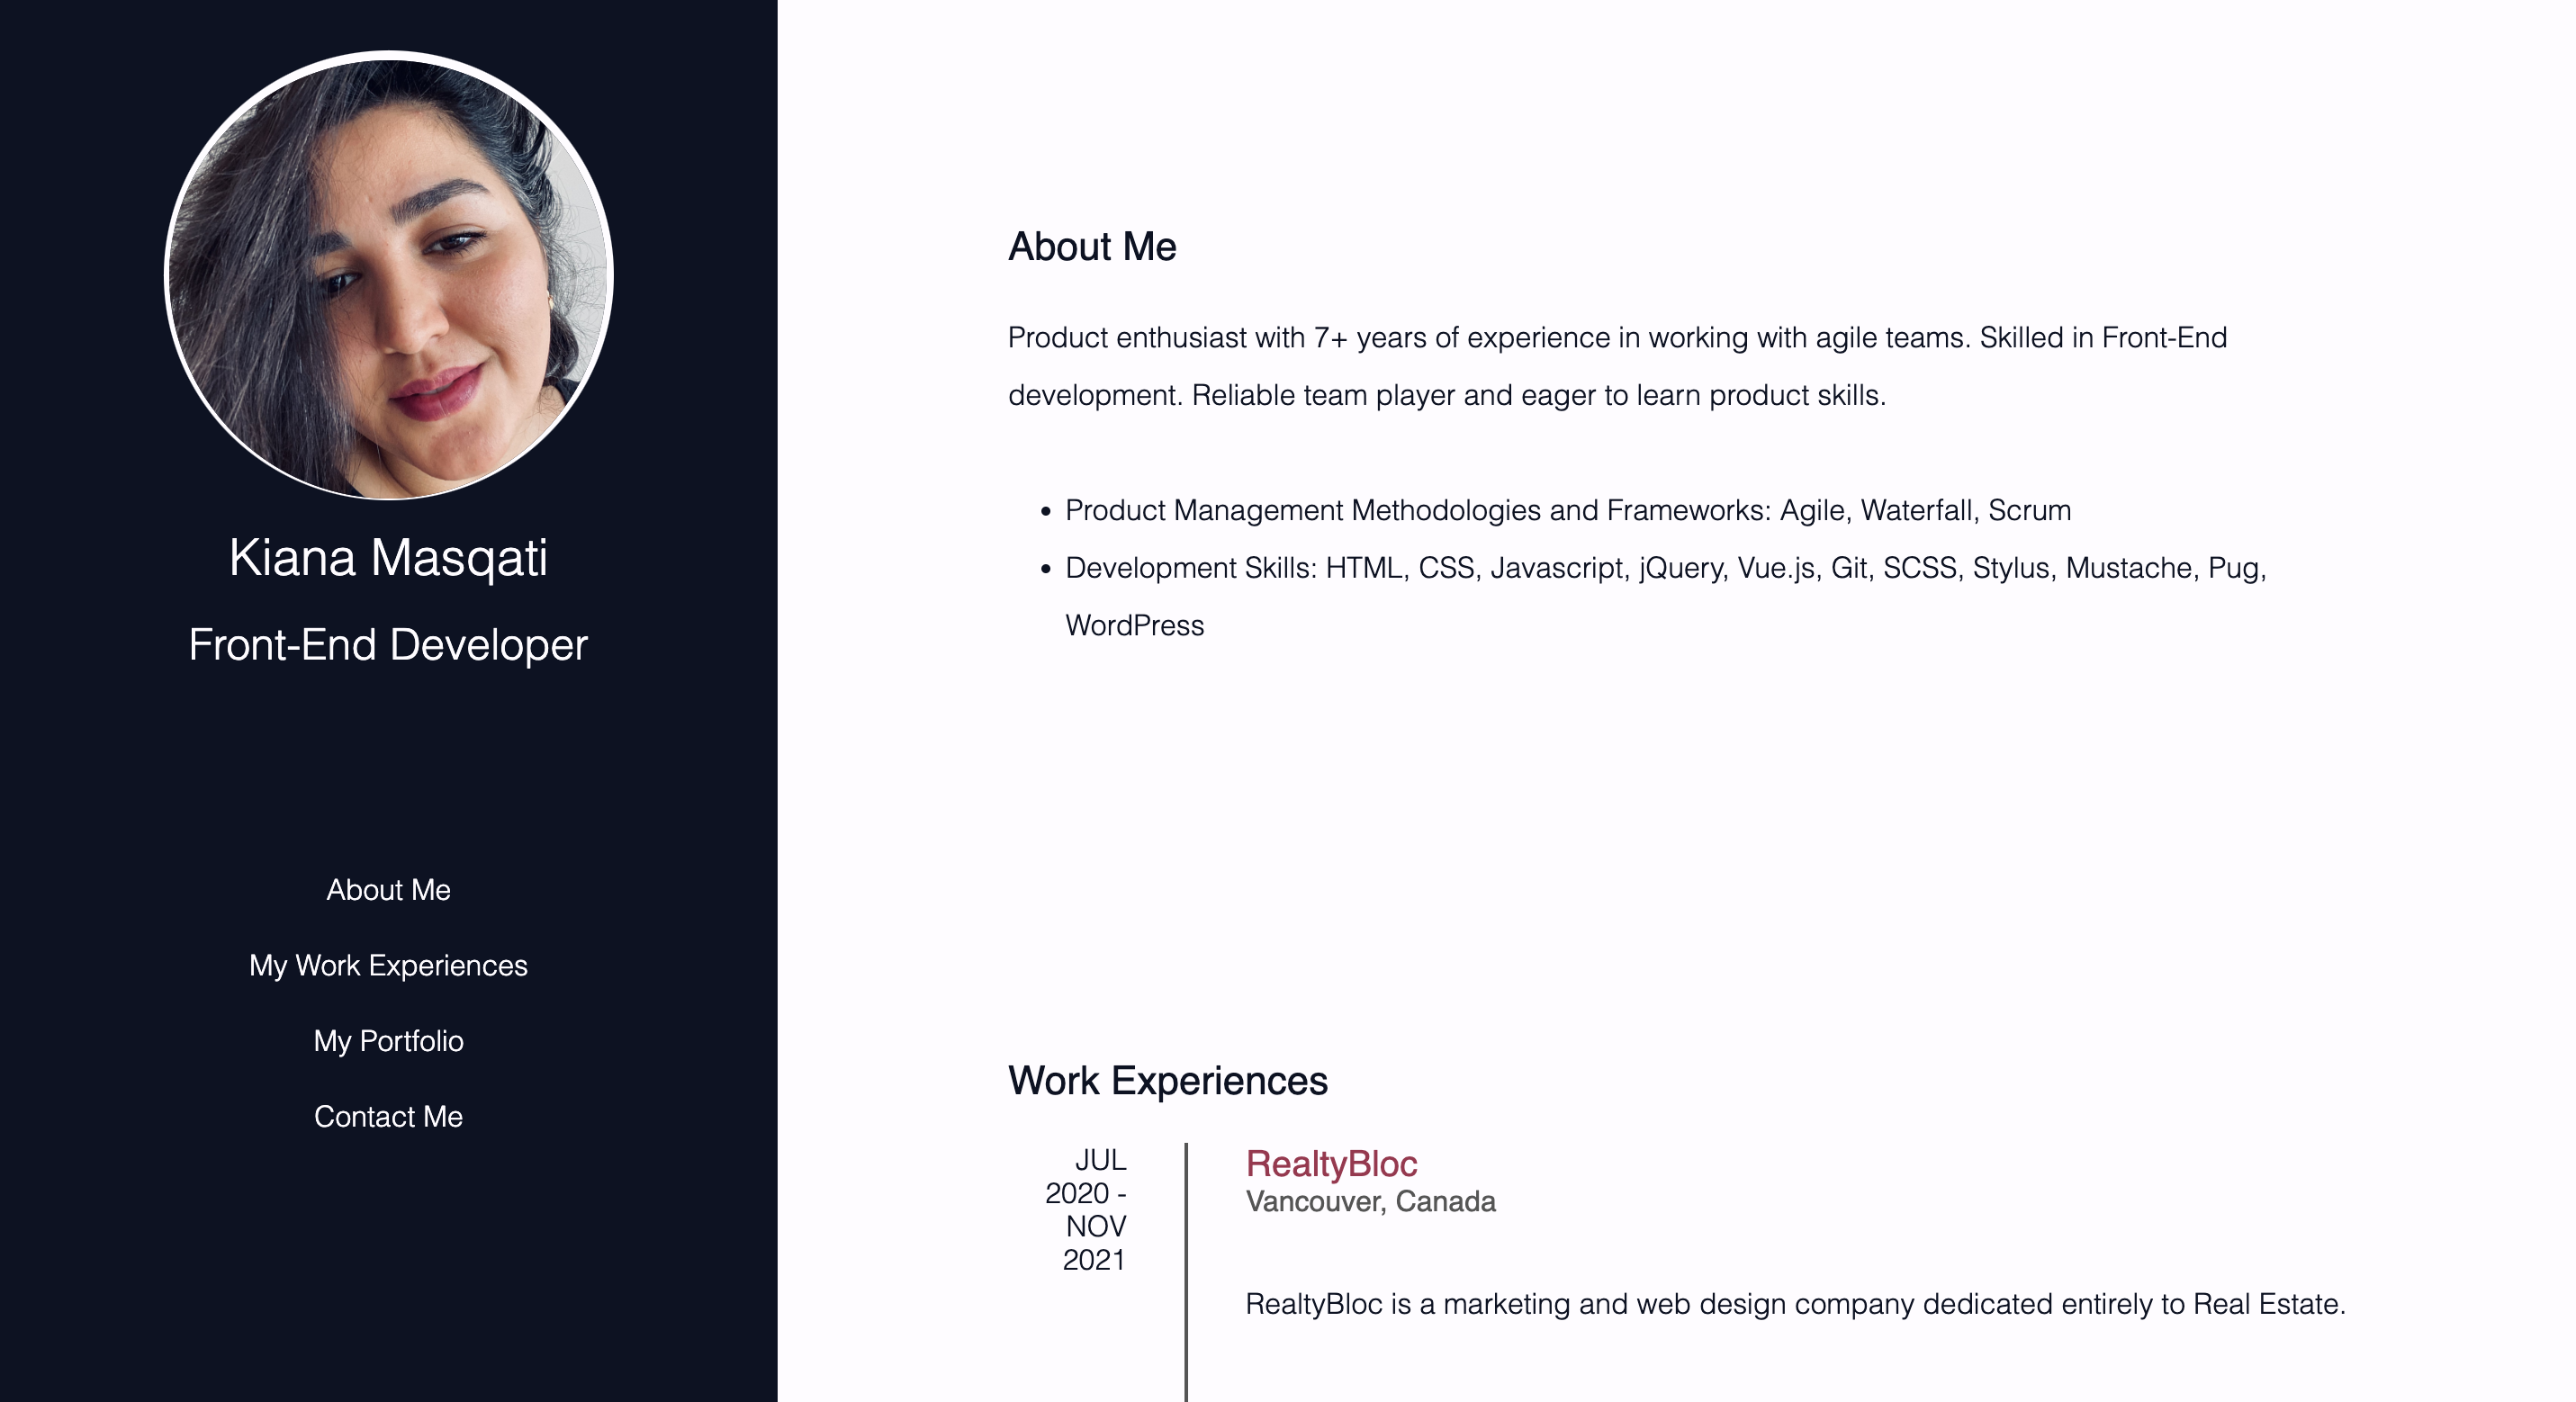 Kiana Masqati
Front-End Developer
About Me
My Work Experiences
My Portfolio
Contact Me
About Me
Product enthusiast with 7+ years of experience in working with agile teams. Skilled in Front-End
development. Reliable team player and eager to learn product skills.
• Product Management Methodologies and Frameworks: Agile, Waterfall, Scrum
• Development Skills: HTML, CSS, Javascript, jQuery, Vue.js, Git, SCSS, Stylus, Mustache, Pug,
WordPress
Work Experiences
JUL
2020 -
NOV
2021
RealtyBloc
Vancouver, Canada
RealtyBloc is a marketing and web design company dedicated entirely to Real Estate.